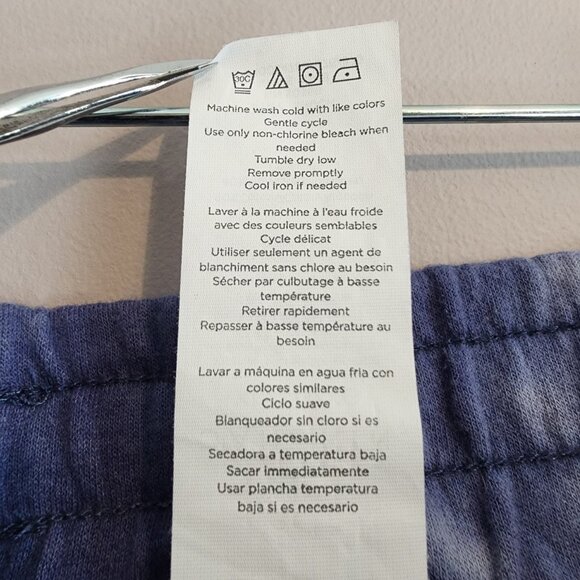 30C
Machine wash cold with like colors
Gentle cycle
Use only non-chlorine bleach when
needed
Tumble dry low
Remove promptly
Cool iron if needed
Laver à la machine à l'eau froide
avec des couleurs semblables
Cycle délicat
Utiliser seulement un agent de
blanchiment sans chlore au besoin
Sécher par culbutage à basse
température
Retirer rapidement
Repasser à basse température au
besoin
Lavar a máquina en agua fria con
colores similares
Ciclo suave
Blanqueador sin cloro si es
necesario
Secadora a temperatura baja
Sacar immediatamente
Usar plancha temperatura
baja si es necesario